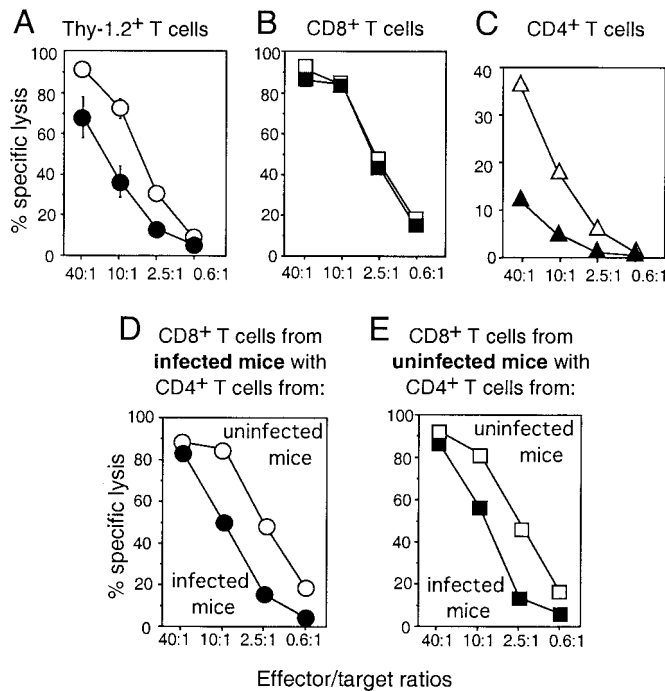 A Thy-1.2+ T cells
B CD8+ T cells
C CD4+ T cells
% specific lysis
100
80
60
40
20
0
40:1 10:1 2.5:1 0.6:1
100
80
60
40
20
0
40:1 10:1 2.5:1 0.6:1
40
30
20
10
0
40:1 10:1 2.5:1 0.6:1
D CD8+ T cells from
infected mice with
CD4+ T cells from:
E CD8+ T cells from
uninfected mice with
CD4+ T cells from:
% specific lysis
100
80
60
40
20
0
uninfected
mice
infected
mice
40:1 10:1 2.5:1 0.6:1
100
80
60
40
20
0
uninfected
mice
infected
mice
40:1 10:1 2.5:1 0.6:1
Effector/target ratios